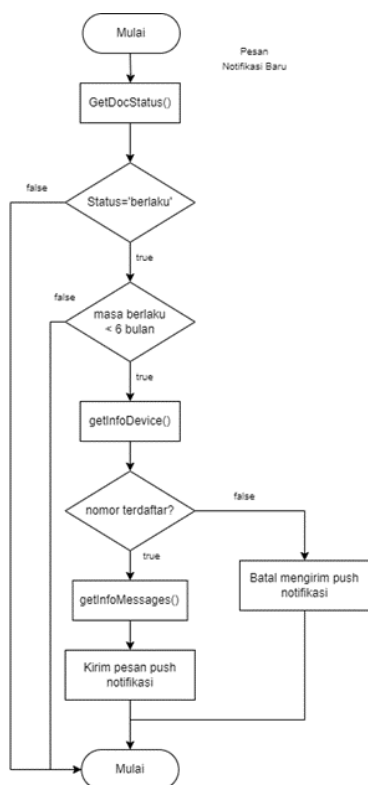 Mulai
Pesan
Notifikasi Baru
GetDocStatus()
false
Status='berlaku'
true
false
masa berlaku
< 6 bulan
true
getInfoDevice()
nomor terdaftar?
false
true
getInfoMessages()
Batal mengirim push
notifikasi
Kirim pesan push
notifikasi
Mulai